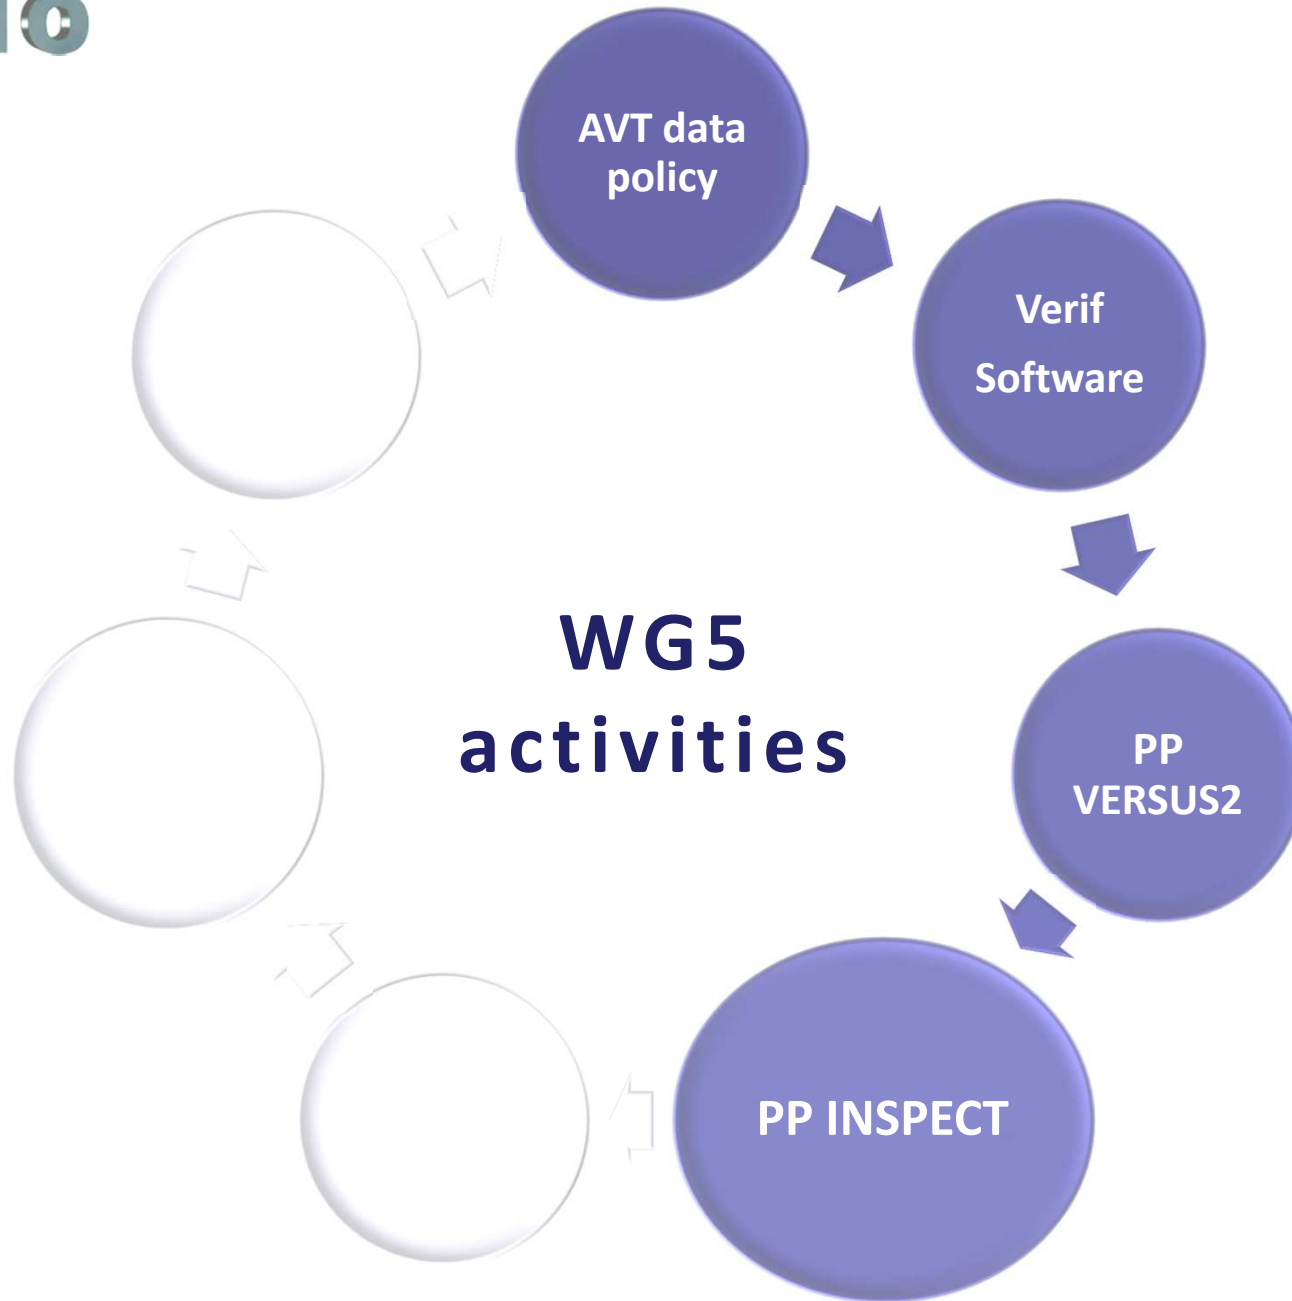 AVT data
policy
Verif
Software
WG5
activities
PP
VERSUS2
PP INSPECT